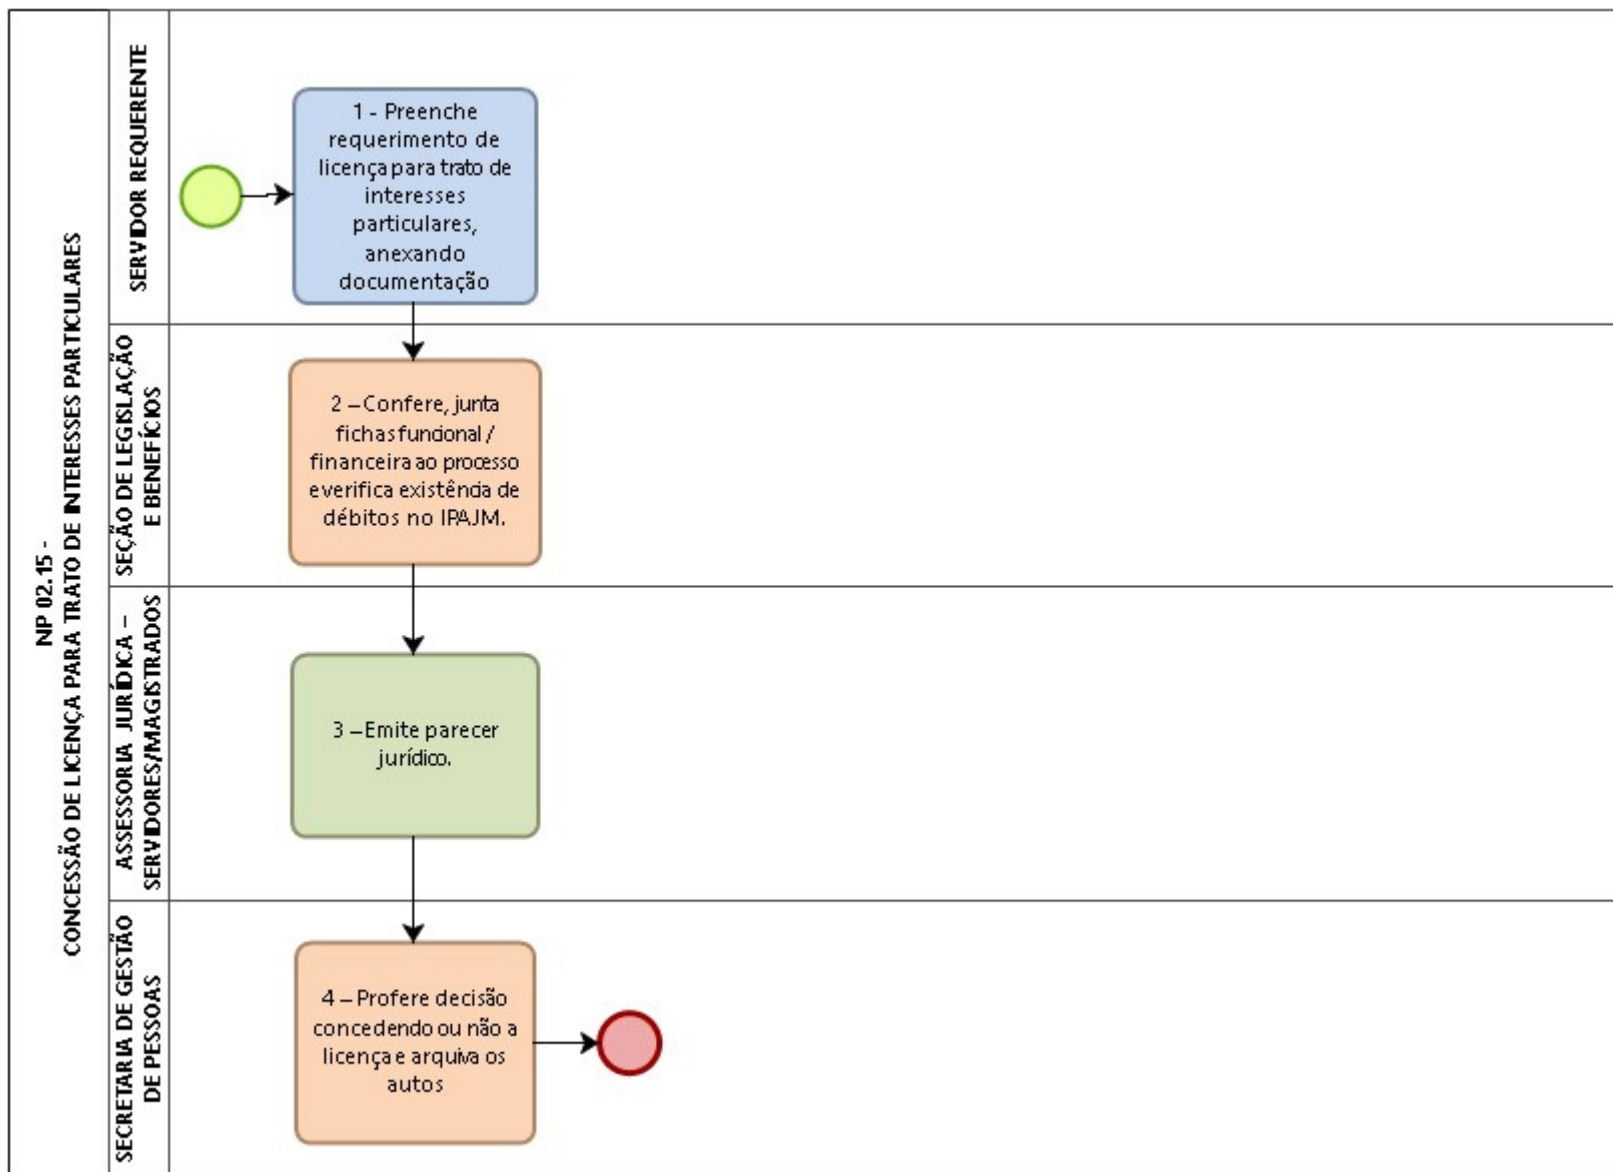 NP 02.15 -
CONCESSÃO DE LICENÇA PARA TRATO DE INTERESSES PARTICULARES
SERVIDOR REQUERENTE
1 - Preenche
requerimento de
licença para trato de
interesses
particulares,
anexando
documentação
SEÇÃO DE LEGISLAÇÃO
E BENEFÍCIOS
2 – Confere, junta
fichas funcional /
financeira ao processo
e verifica existência de
débitos no IPAJM.
ASSESSORIA JURÍDICA –
SERVIDORES/MAGISTRADOS
3 – Emite parecer
jurídico.
SECRETARIA DE GESTÃO
DE PESSOAS
4 – Profere decisão
concedendo ou não a
licença e arquiva os
autos